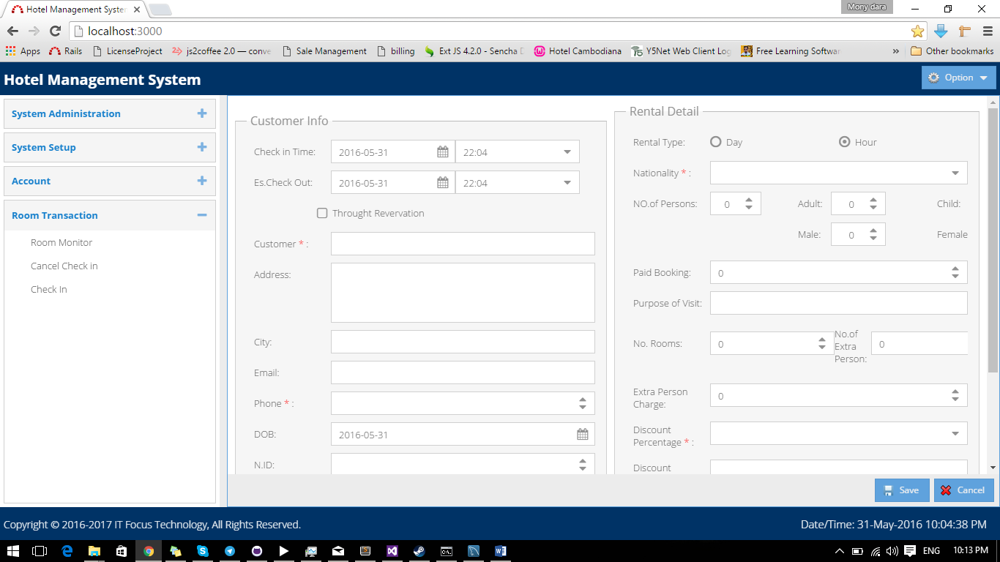 Hotel Management Syste
Mony dara
localhost:3000
Apps Rails LicenseProject js2coffee 2.0 — conve Sale Management billing Ext JS 4.2.0 - Sencha D Hotel Cambodiana Y5Net Web Client Log Free Learning Softwar » Other bookmarks
Hotel Management System
Option
System Administration
System Setup
Account
Room Transaction
Room Monitor
Cancel Check in
Check In
Customer Info
Check in Time: 2016-05-31 22:04
Es.Check Out: 2016-05-31 22:04
Throught Revervation
Customer * :
Address:
City:
Email:
Phone * :
DOB: 2016-05-31
N.ID:
Rental Detail
Rental Type: Day Hour
Nationality * :
NO.of Persons: 0 Adult: 0 Child:
Male: 0 Female
Paid Booking: 0
Purpose of Visit:
No. Rooms: 0
No.of
Extra
Person:
0
Extra Person
Charge:
0
Discount
Percentage * :
Discount
Save Cancel
Copyright © 2016-2017 IT Focus Technology, All Rights Reserved.
Date/Time: 31-May-2016 10:04:38 PM
ENG 10:13 PM